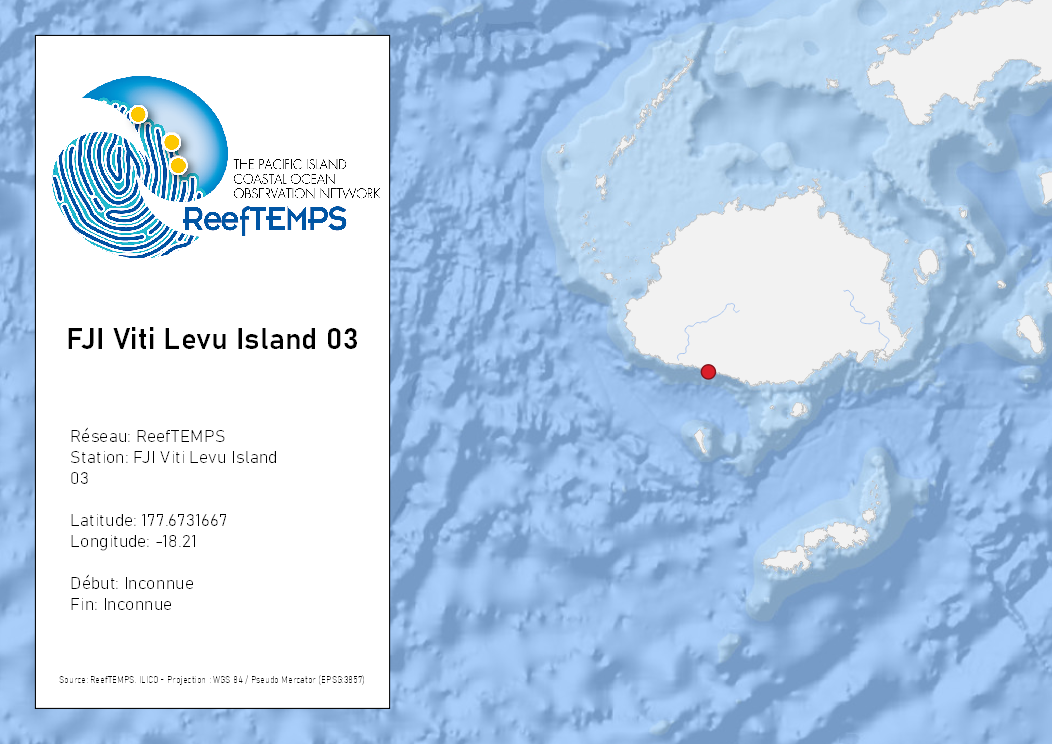 THE PACIFIC ISLAND
COASTAL OCEAN
OBSERVATION NETWORK
ReefTEMPS
FJI Viti Levu Island 03
Réseau: ReefTEMPS
Station: FJI Viti Levu Island
03
Latitude: 177.6731667
Longitude: -18.21
Début: Inconnue
Fin: Inconnue
Source: ReefTEMPS, ILICO - Projection : WGS 84 / Pseudo Mercator (EPSG:3857)